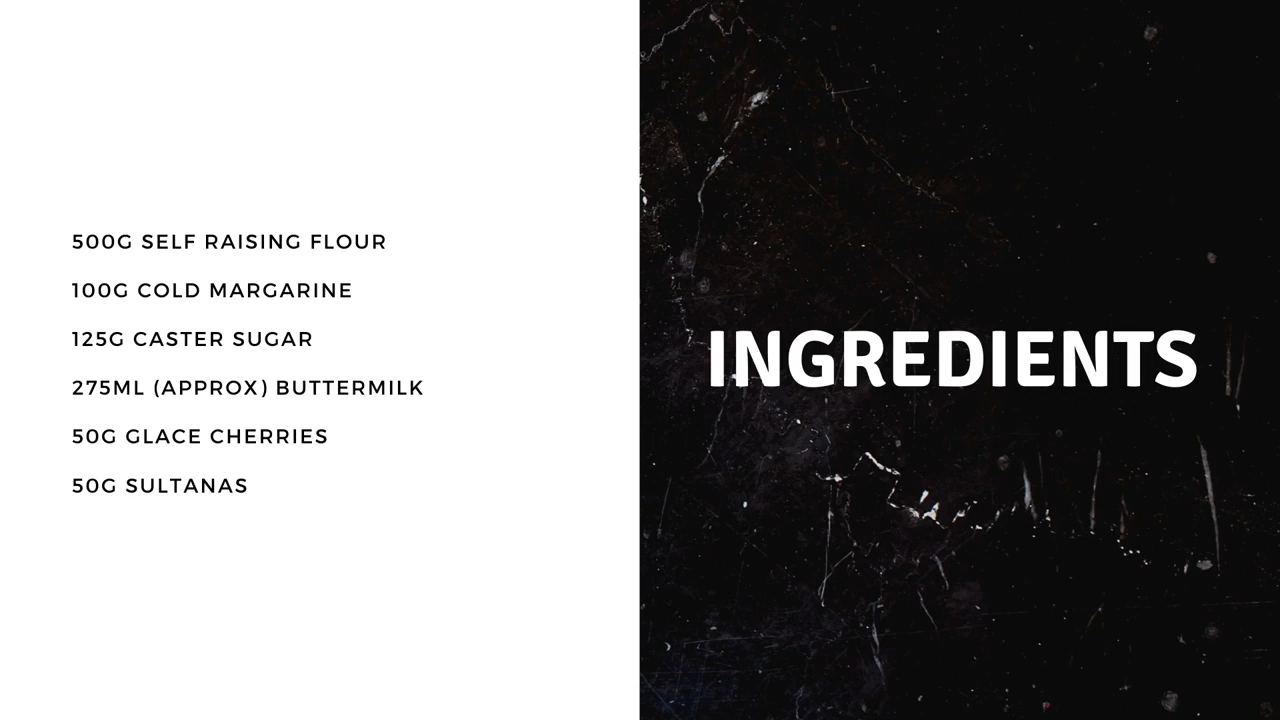 500G SELF RAISING FLOUR
100G COLD MARGARINE
125G CASTER SUGAR
275ML (APPROX) BUTTERMILK
50G GLACE CHERRIES
50G SULTANAS
INGREDIENTS